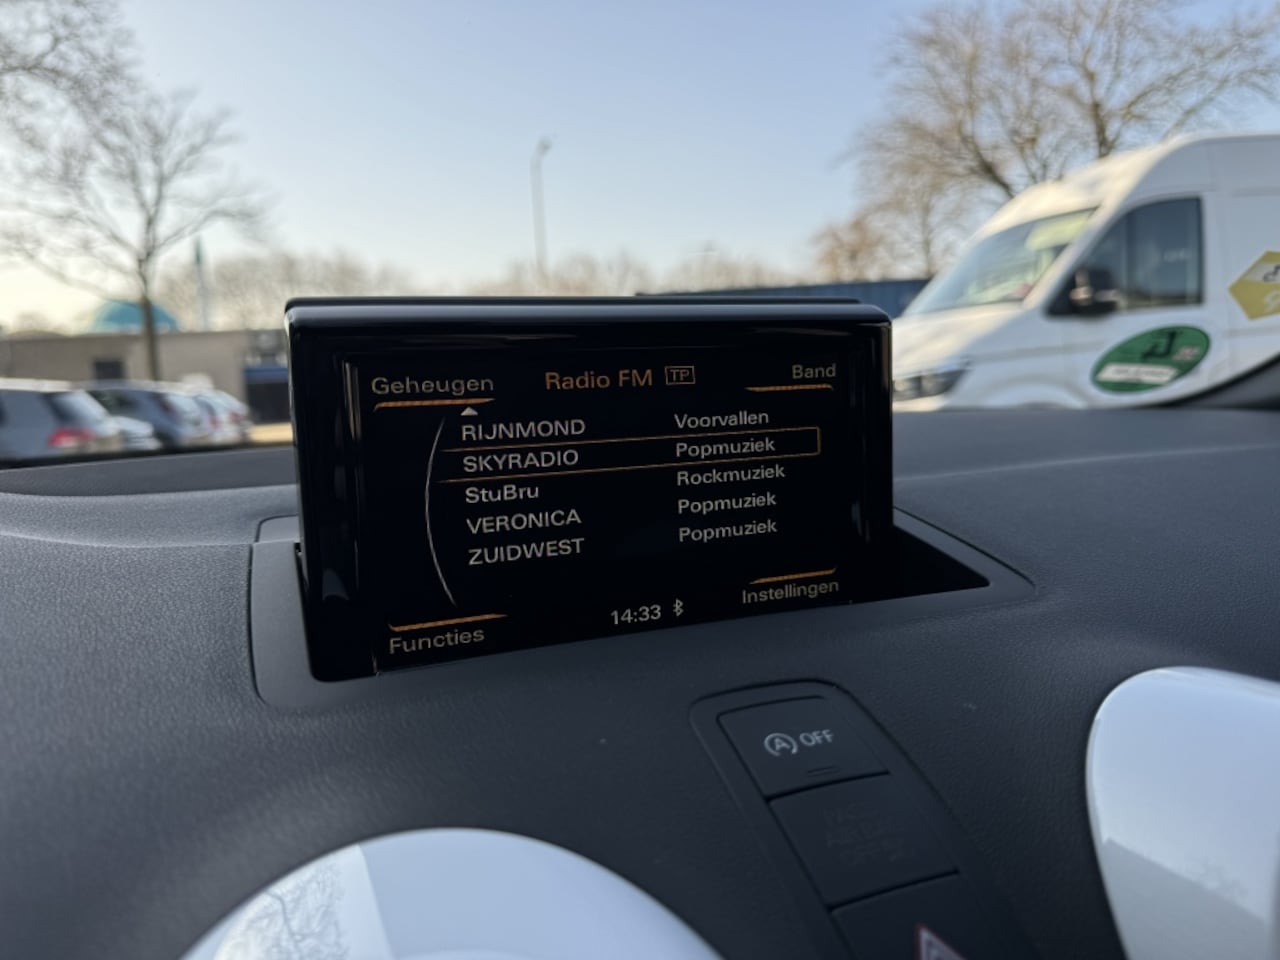 Geheugen Radio FM TP Band
RIJNMOND Voorvallen
SKYRADIO Popmuziek
StuBru Rockmuziek
VERONICA Popmuziek
ZUIDWEST Popmuziek
Functies 14:33 Instellingen
A OFF